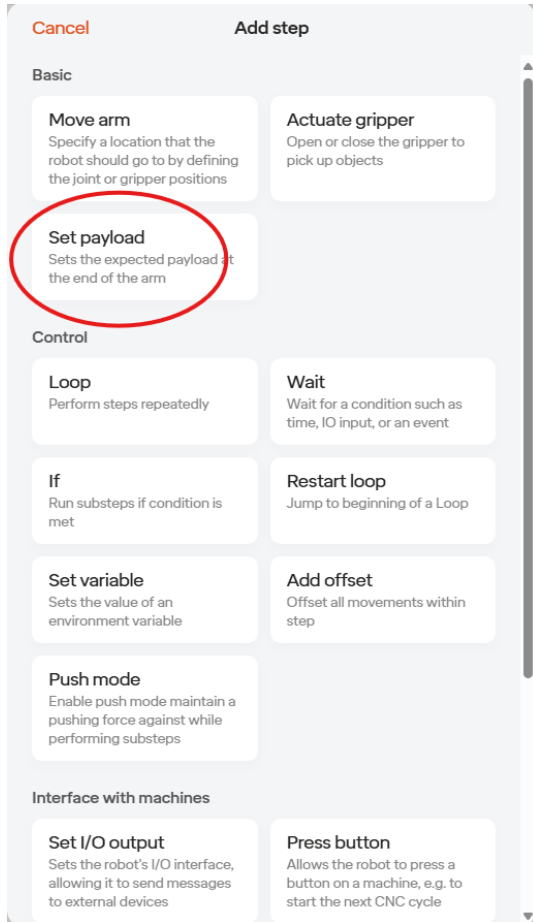 Cancel
Add step
Basic
Move arm
Specify a location that the
robot should go to by defining
the joint or gripper positions
Actuate gripper
Open or close the gripper to
pick up objects
Set payload
Sets the expected payload at
the end of the arm
Control
Loop
Perform steps repeatedly
Wait
Wait for a condition such as
time, IO input, or an event
If
Run substeps if condition is
met
Restart loop
Jump to beginning of a Loop
Set variable
Sets the value of an
environment variable
Add offset
Offset all movements within
step
Push mode
Enable push mode maintain a
pushing force against while
performing substeps
Interface with machines
Set I/O output
Sets the robot's I/O interface,
allowing it to send messages
to external devices
Press button
Allows the robot to press a
button on a machine, e.g. to
start the next CNC cycle